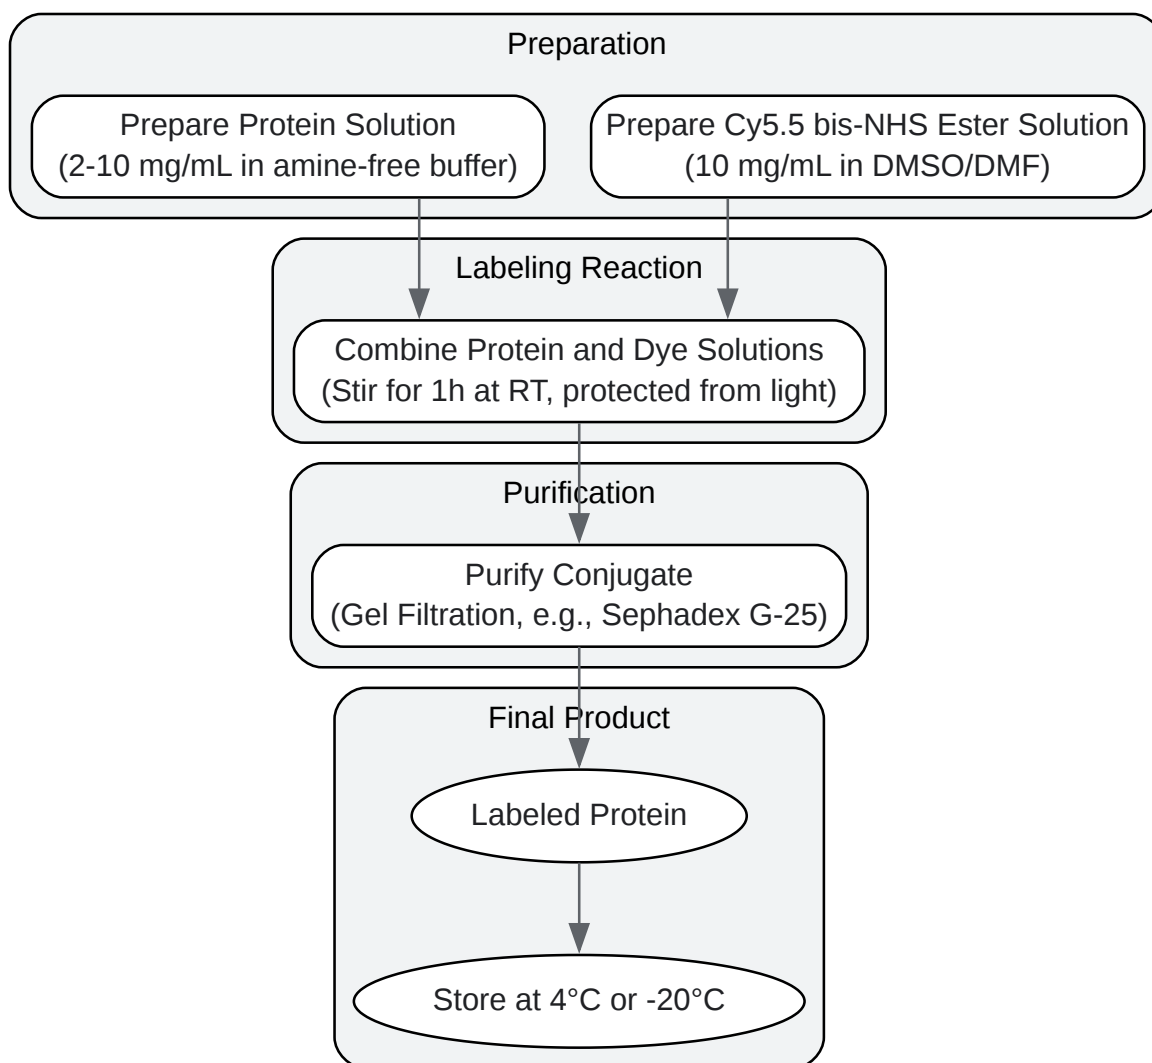 Preparation
Prepare Protein Solution
(2-10 mg/mL in amine-free buffer)
Prepare Cy5.5 bis-NHS Ester Solution
(10 mg/mL in DMSO/DMF)
Labeling Reaction
Combine Protein and Dye Solutions
(Stir for 1h at RT, protected from light)
Purification
Purify Conjugate
(Gel Filtration, e.g., Sephadex G-25)
Final Product
Labeled Protein
Store at 4°C or -20°C